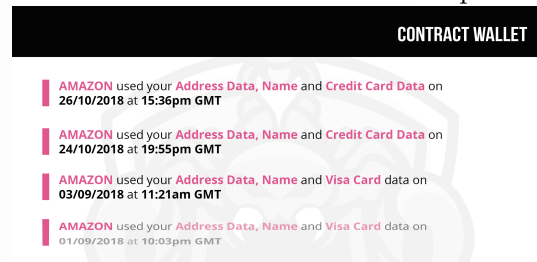 CONTRACT WALLET
AMAZON used your Address Data, Name and Credit Card Data on
26/10/2018 at 15:36pm GMT
AMAZON used your Address Data, Name and Credit Card Data on
24/10/2018 at 19:55pm GMT
AMAZON used your Address Data, Name and Visa Card data on
03/09/2018 at 11:21am GMT
AMAZON used your Address Data, Name and Visa Card data on
01/09/2018 at 10:03pm GMT